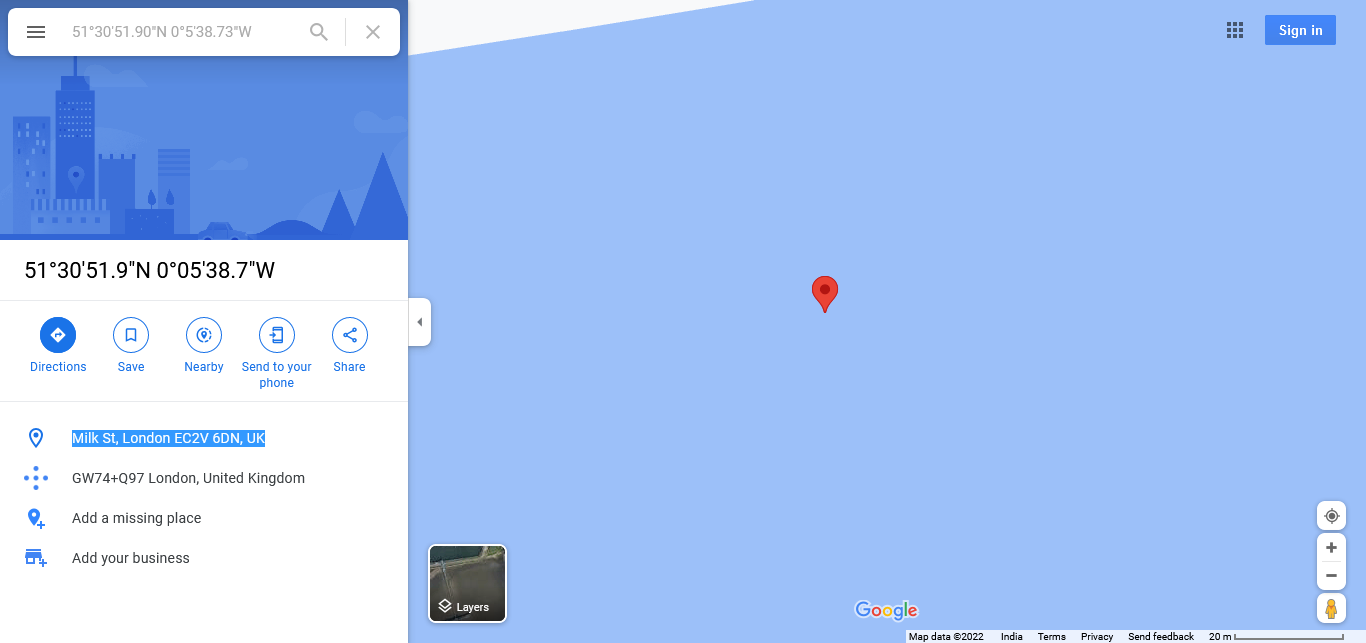 51°30'51.90"N 0°5'38.73"W
Sign in
51°30'51.9"N 0°05'38.7"W
Directions
Save
Nearby
Send to your
phone
Share
Milk St, London EC2V 6DN, UK
GW74+Q97 London, United Kingdom
Add a missing place
Add your business
Layers
Google
Map data ©2022 India Terms Privacy Send feedback 20 m